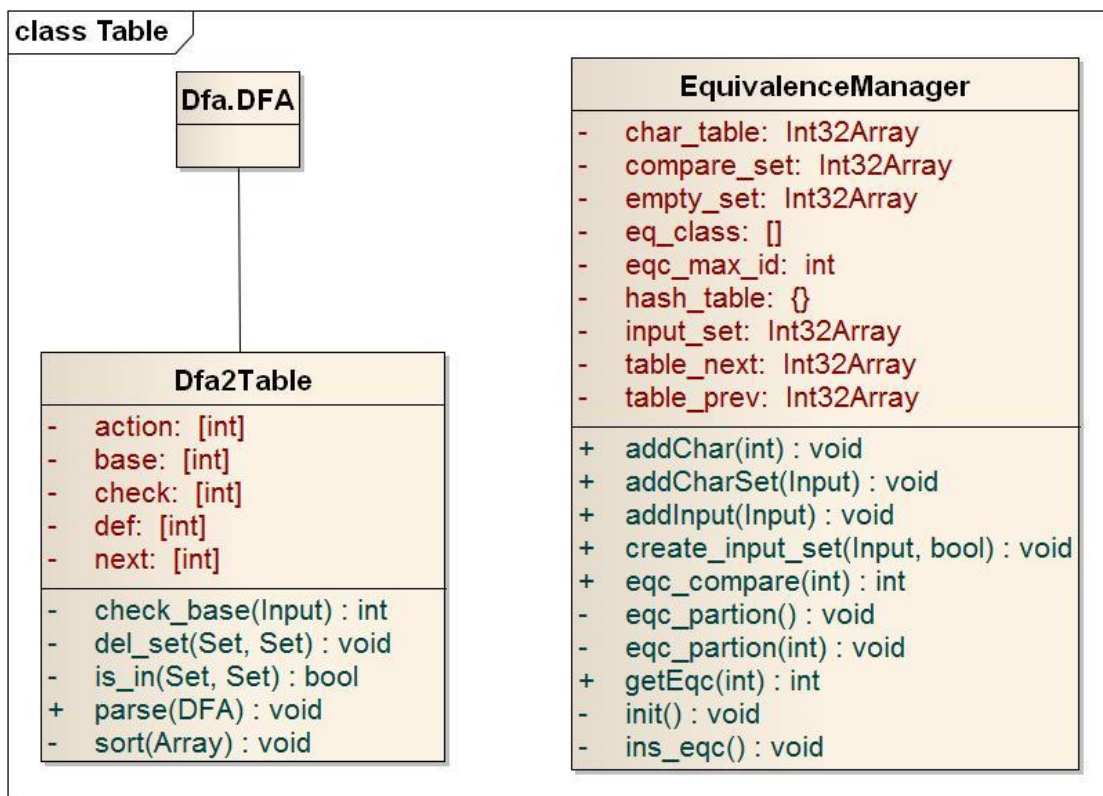 class Table
Dfa.DFA
Dfa2Table
- action: [int]
- base: [int]
- check: [int]
- def: [int]
- next: [int]
- check_base(Input) : int
- del_set(Set, Set) : void
- is_in(Set, Set) : bool
+ parse(DFA) : void
- sort(Array) : void
EquivalenceManager
- char_table: Int32Array
- compare_set: Int32Array
- empty_set: Int32Array
- eq_class: []
- eqc_max_id: int
- hash_table: {}
- input_set: Int32Array
- table_next: Int32Array
- table_prev: Int32Array
+ addChar(int) : void
+ addCharSet(Input) : void
+ addInput(Input) : void
+ create_input_set(Input, bool) : void
+ eqc_compare(int) : int
- eqc_partion() : void
- eqc_partion(int) : void
+ getEqc(int) : int
- init() : void
- ins_eqc() : void